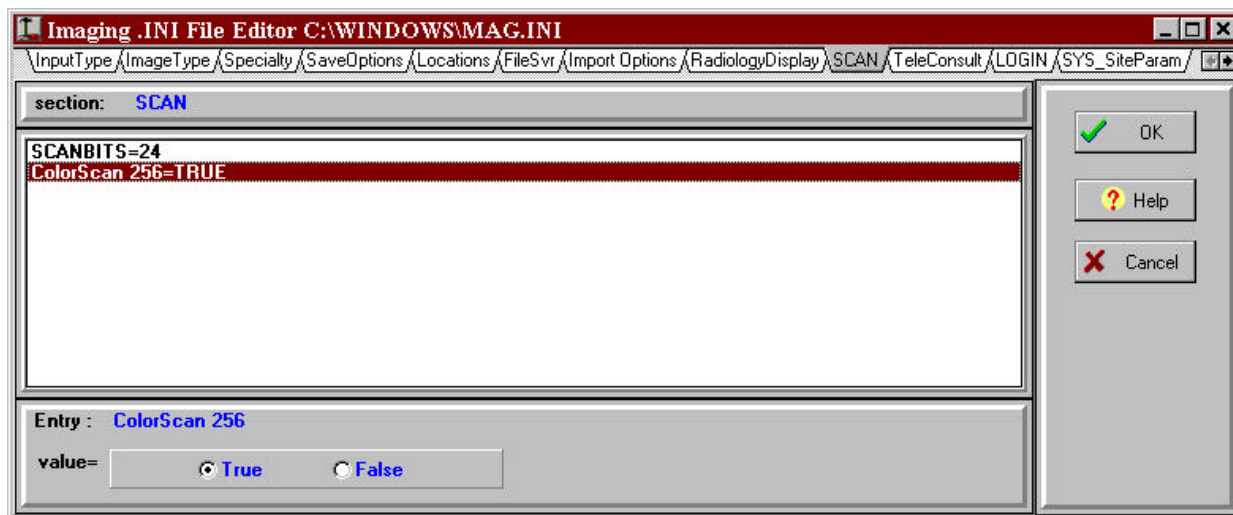 Imaging .INI File Editor C:\WINDOWS\MAG.INI
InputType ImageType Specialty SaveOptions Locations FileSvr Import Options RadiologyDisplay SCAN TeleConsult LOGIN SYS_SiteParam
section: SCAN
SCANBITS=24
ColorScan 256=TRUE
OK
Help
Cancel
Entry : ColorScan 256
value= True False